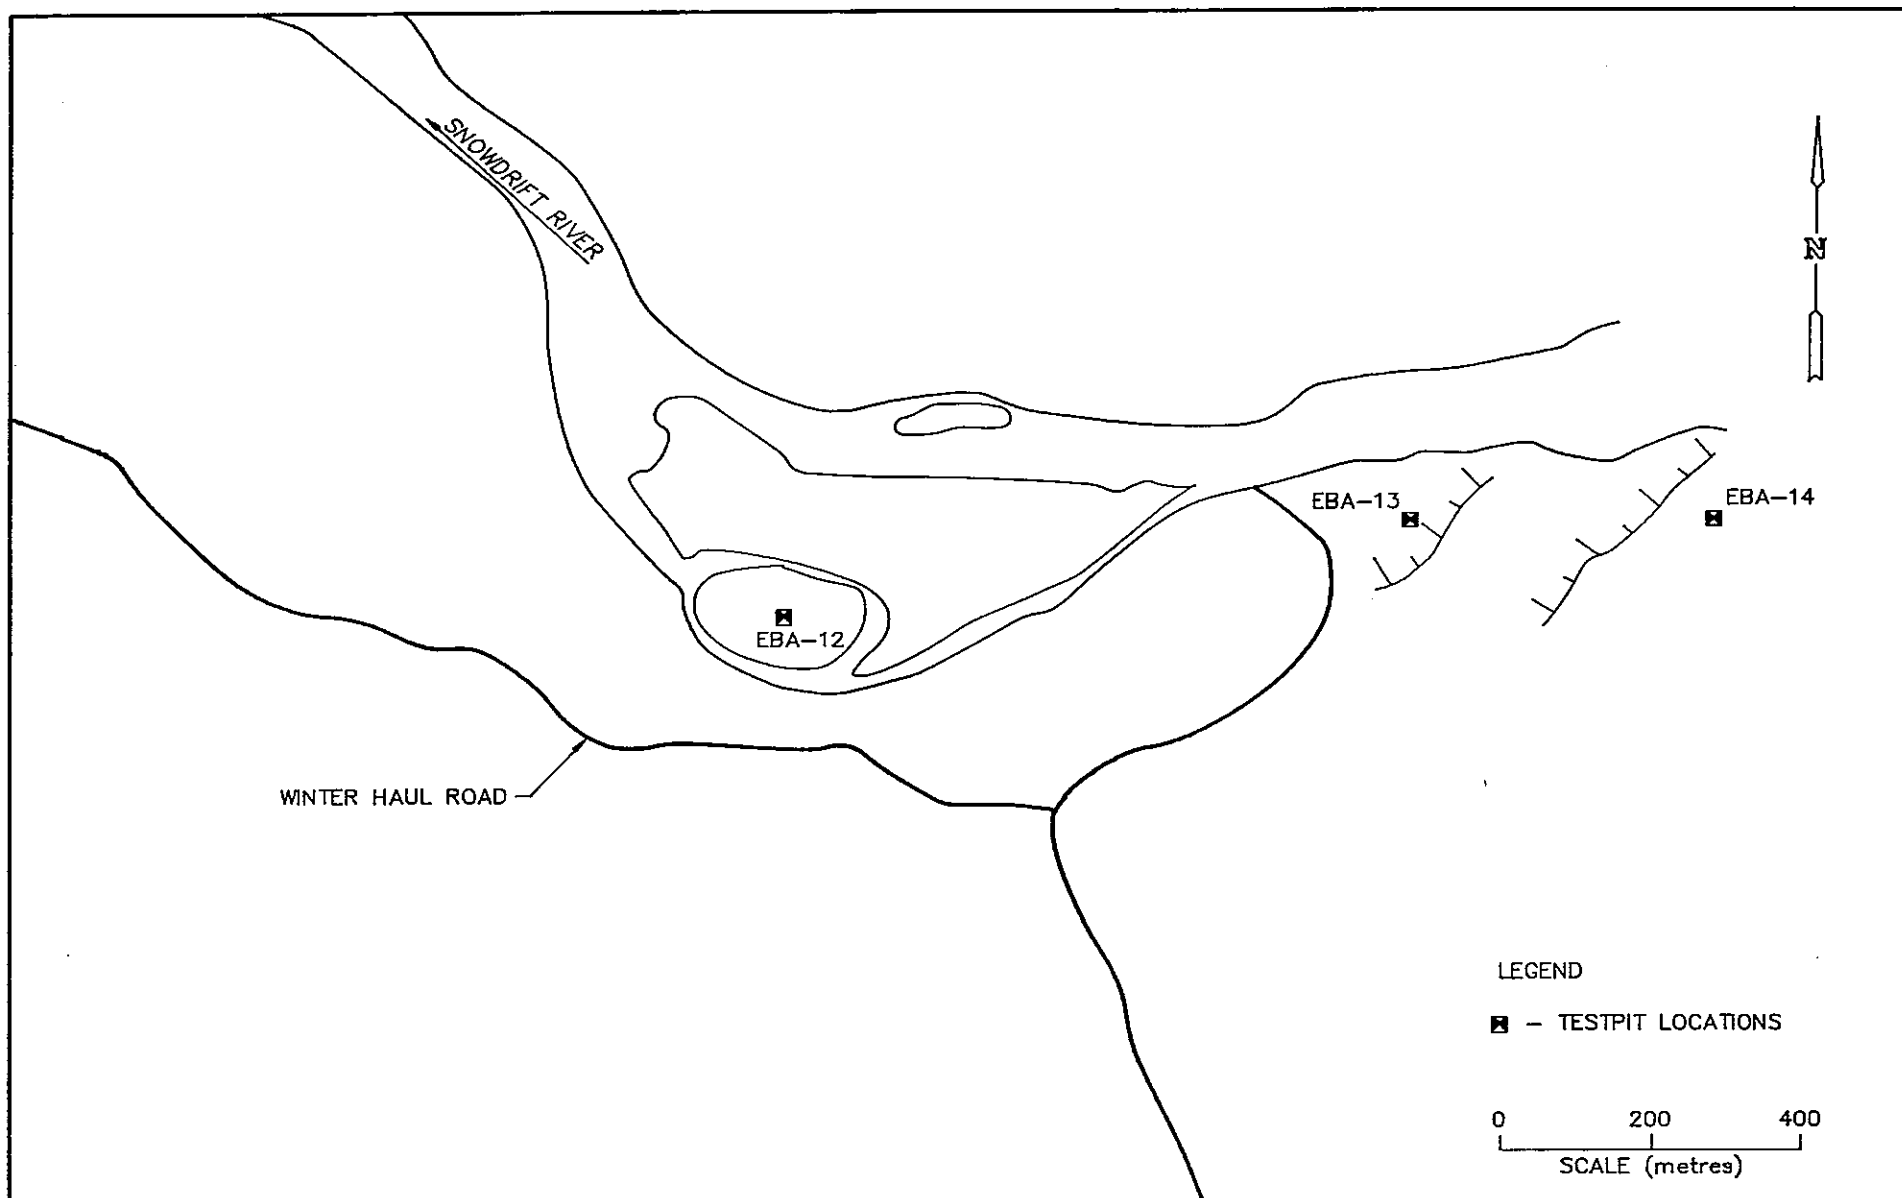 SNOWDRIFT RIVER
N
EBA-13
EBA-14
EBA-12
WINTER HAUL ROAD
LEGEND
- TESTPIT LOCATIONS
0 200 400
SCALE (metres)